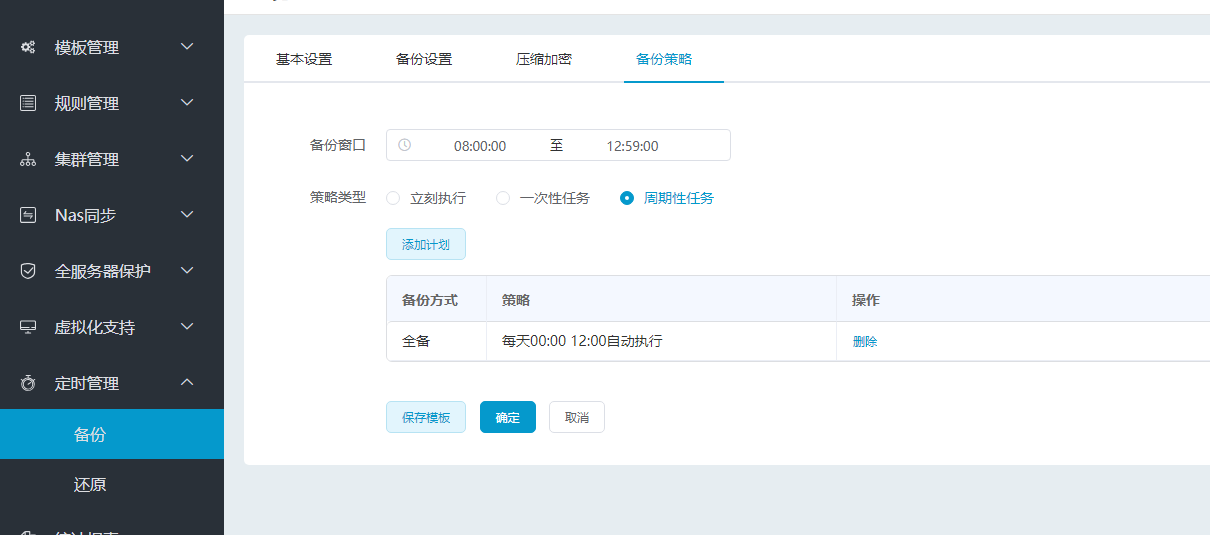 模板管理
规则管理
集群管理
Nas同步
全服务器保护
虚拟化支持
定时管理
备份
还原
基本设置 备份设置 压缩加密 备份策略
备份窗口 08:00:00 至 12:59:00
策略类型 立刻执行 一次性任务 周期性任务
添加计划
备份方式 策略 操作
全备 每天00:00 12:00自动执行 删除
保存模板 确定 取消